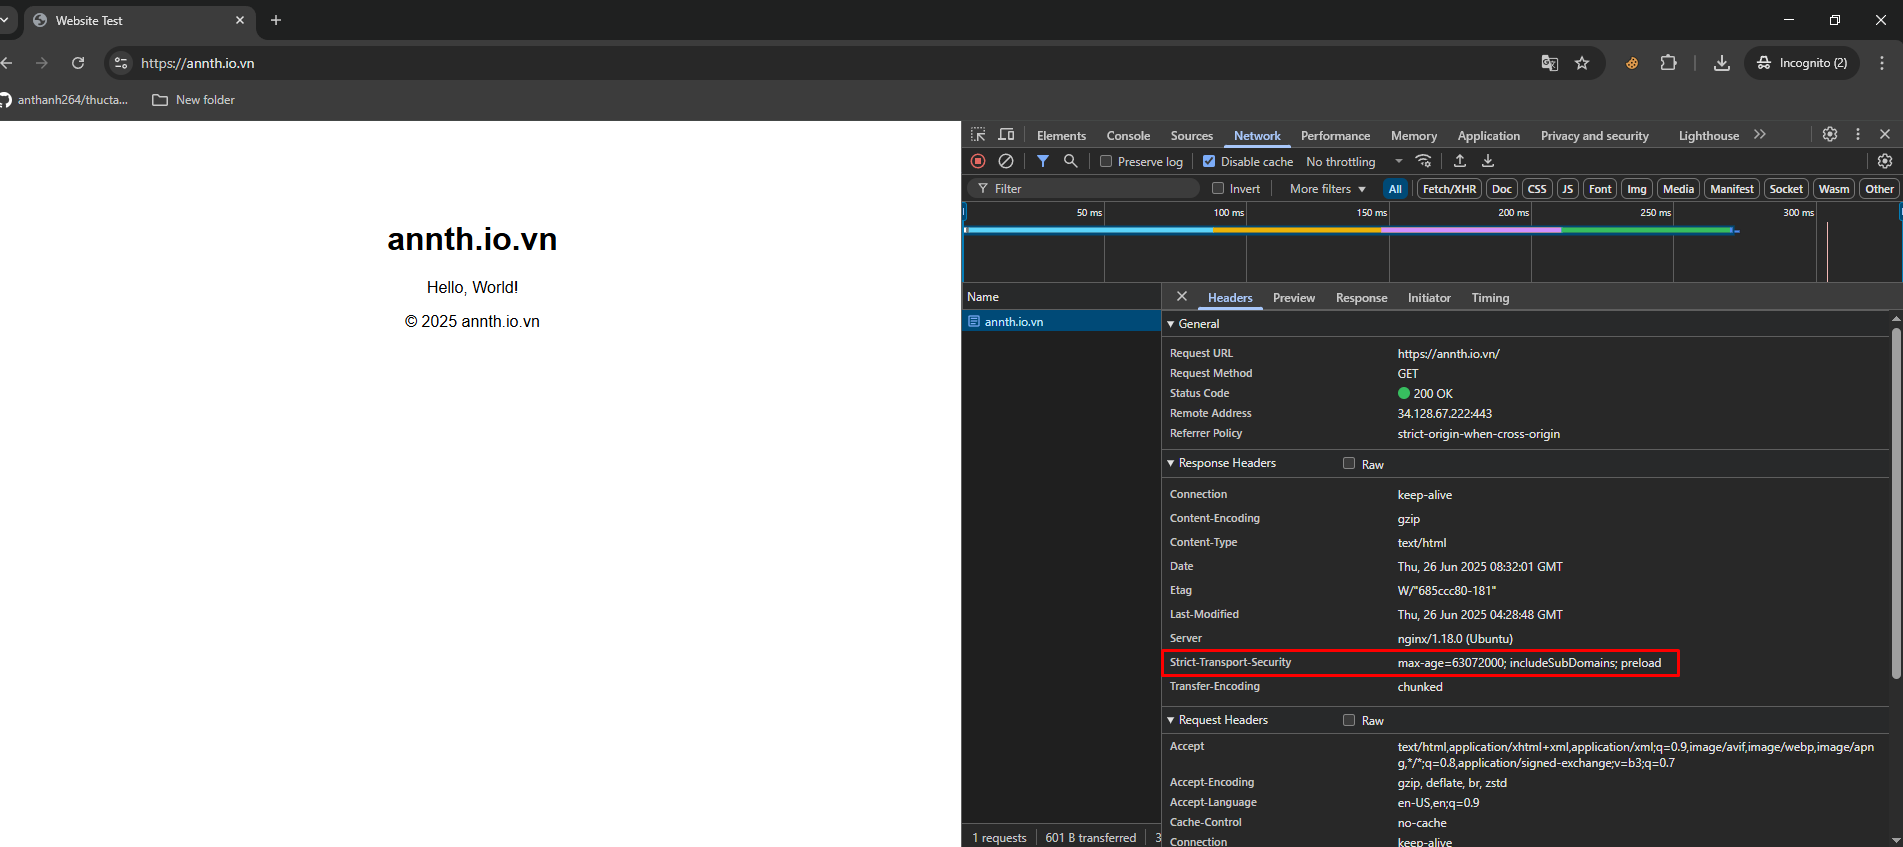 Website Test
https://annth.io.vn
Incognito (2)
anthanh264/thucta...
New folder
annth.io.vn
Hello, World!
© 2025 annth.io.vn
Elements Console Sources Network Performance Memory Application Privacy and security Lighthouse
Preserve log Disable cache No throttling
Filter Invert More filters All Fetch/XHR Doc CSS JS Font Img Media Manifest Socket Wasm Other
50 ms 100 ms 150 ms 200 ms 250 ms 300 ms
Name
annth.io.vn
1 requests 601 B transferred 3
Headers Preview Response Initiator Timing
General
Request URL https://annth.io.vn/
Request Method GET
Status Code 200 OK
Remote Address 34.128.67.222:443
Referrer Policy strict-origin-when-cross-origin
Response Headers Raw
Connection keep-alive
Content-Encoding gzip
Content-Type text/html
Date Thu, 26 Jun 2025 08:32:01 GMT
Etag W/"685ccc80-181"
Last-Modified Thu, 26 Jun 2025 04:28:48 GMT
Server nginx/1.18.0 (Ubuntu)
Strict-Transport-Security max-age=63072000; includeSubDomains; preload
Transfer-Encoding chunked
Request Headers Raw
Accept text/html,application/xhtml+xml,application/xml;q=0.9,image/avif,image/webp,image/apn
g,*/*;q=0.8,application/signed-exchange;v=b3;q=0.7
Accept-Encoding gzip, deflate, br, zstd
Accept-Language en-US,en;q=0.9
Cache-Control no-cache
Connection keep-alive